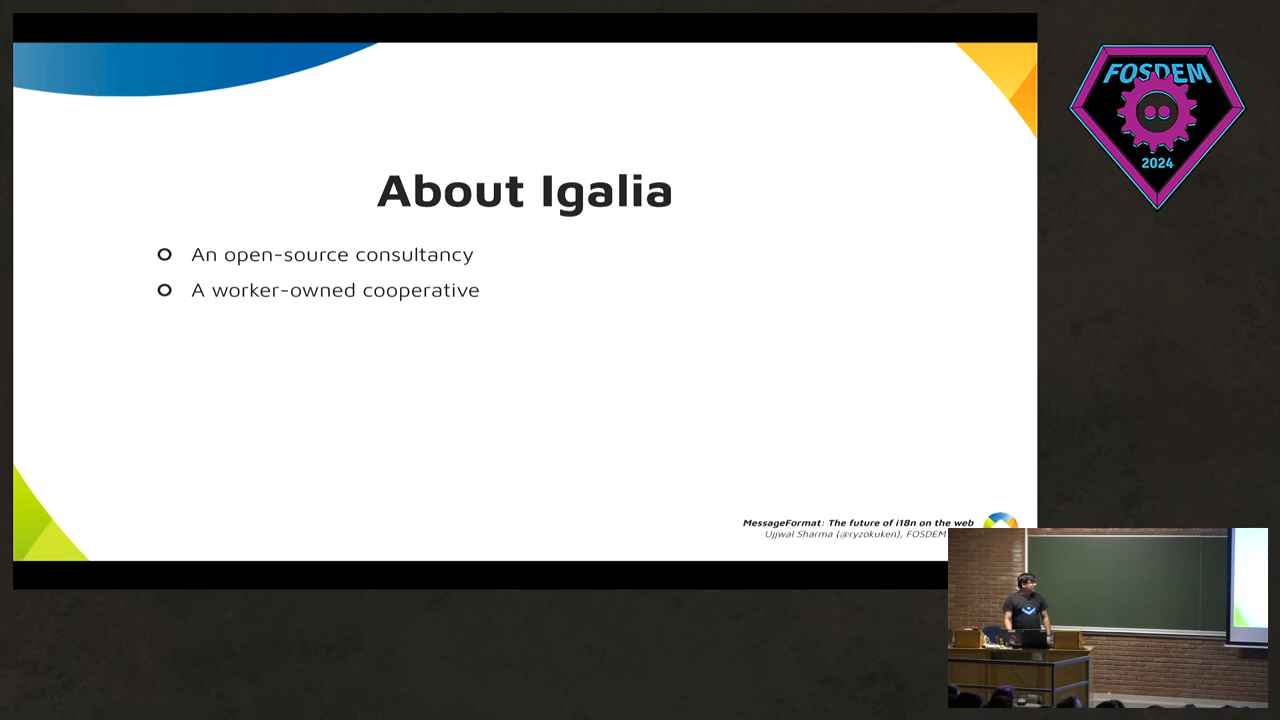 About Igalia
An open-source consultancy
A worker-owned cooperative
MessageFormat: The future of i18n on the web
Ujjwal Sharma (@ryzokuken), FOSDEM
FOSDEM
2024